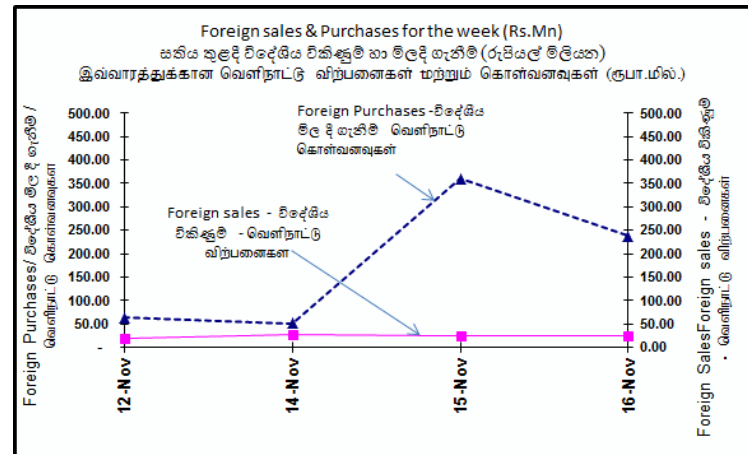 Foreign sales & Purchases for the week (Rs.Mn)
සතිය තුළදී විදේශීය විකිණුම් හා මිලදී ගැනීම් (රුපියල් මිලියන)
இவ்வாரத்துக்கான வெளிநாட்டு விற்பனைகள் மற்றும் கொள்வனவுகள் (ரூபா.மில்.)
Foreign Purchases/ විදේශීය මිල දී ගැනීම් /
வெளிநாட்டு கொள்வனவுகள
500.00
450.00
400.00
350.00
300.00
250.00
200.00
150.00
100.00
50.00
-
Foreign Purchases -විදේශීය
මිල දී ගැනීම් வெளிநாட்டு
கொள்வனவுகள்
Foreign sales - විදේශීය
විකිණුම් - வெளிநாட்டு
விற்பனைகள
500.00
450.00
400.00
350.00
300.00
250.00
200.00
150.00
100.00
50.00
0.00
Foreign SalesForeign sales - විදේශීය විකිණුම්
- வெளிநாட்டு விற்பனைகள
12-Nov
14-Nov
15-Nov
16-Nov